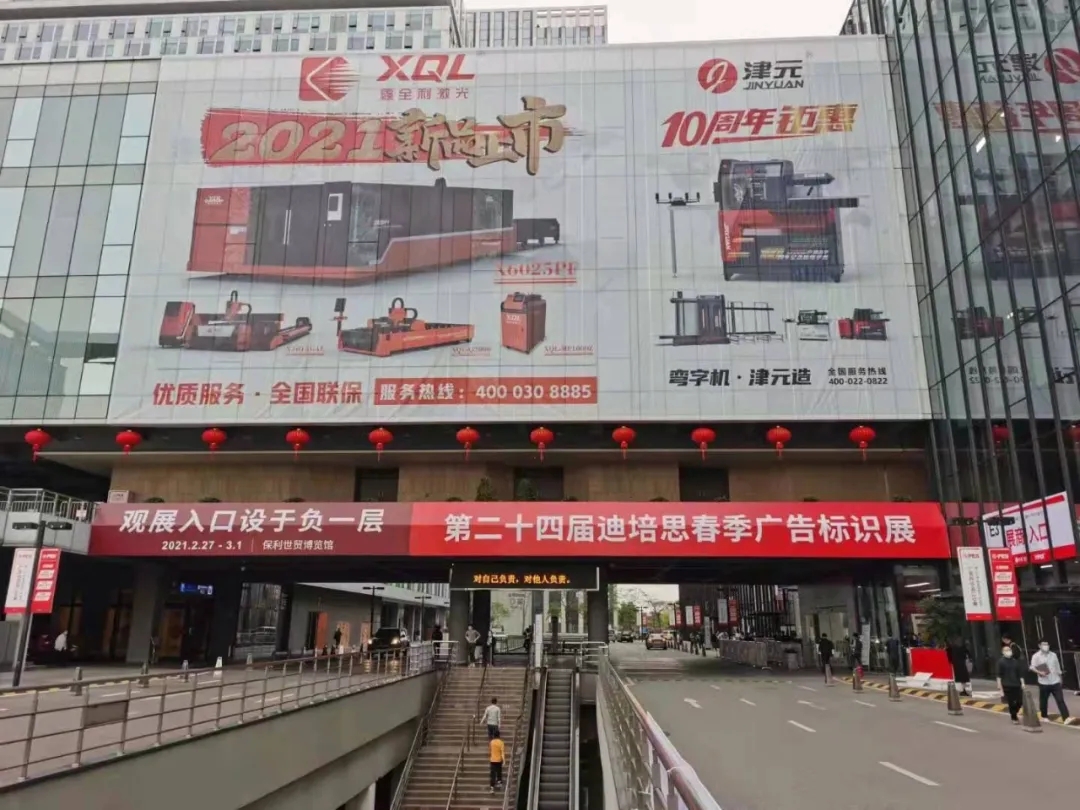 XQL
鑫全利激光
2021新品上市
A6025PE
优质服务·全国联保
服务热线：400 030 8885
津元
JINYUAN
10周年钜惠
弯字机·津元造
全国服务热线
400-022-0822
观展入口设于负一层
2021.2.27 - 3.1 | 保利世贸博览馆
第二十四届迪培思春季广告标识展
对自己负责，对他人负责。
入口